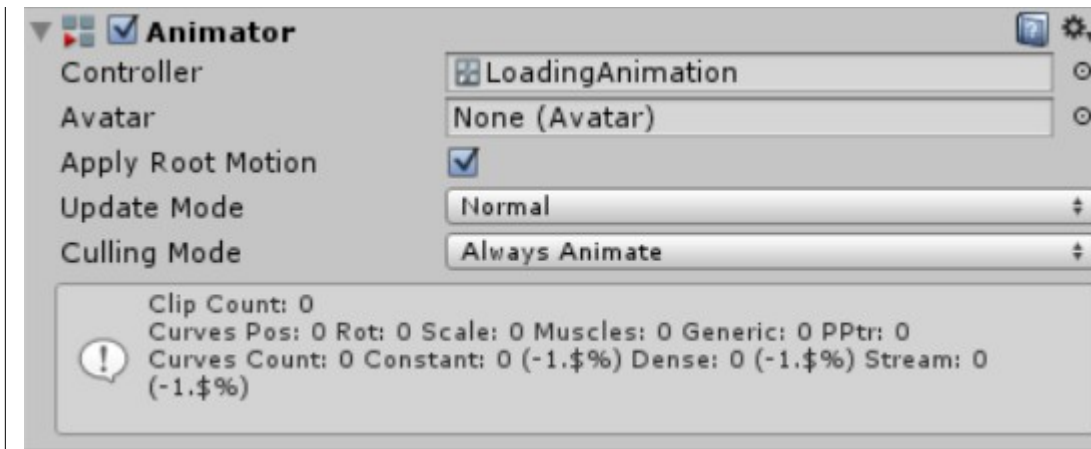 Animator
Controller LoadingAnimation
Avatar None (Avatar)
Apply Root Motion
Update Mode Normal
Culling Mode Always Animate
Clip Count: 0
Curves Pos: 0 Rot: 0 Scale: 0 Muscles: 0 Generic: 0 PPtr: 0
Curves Count: 0 Constant: 0 (-1.$%) Dense: 0 (-1.$%) Stream: 0
(-1.$%)